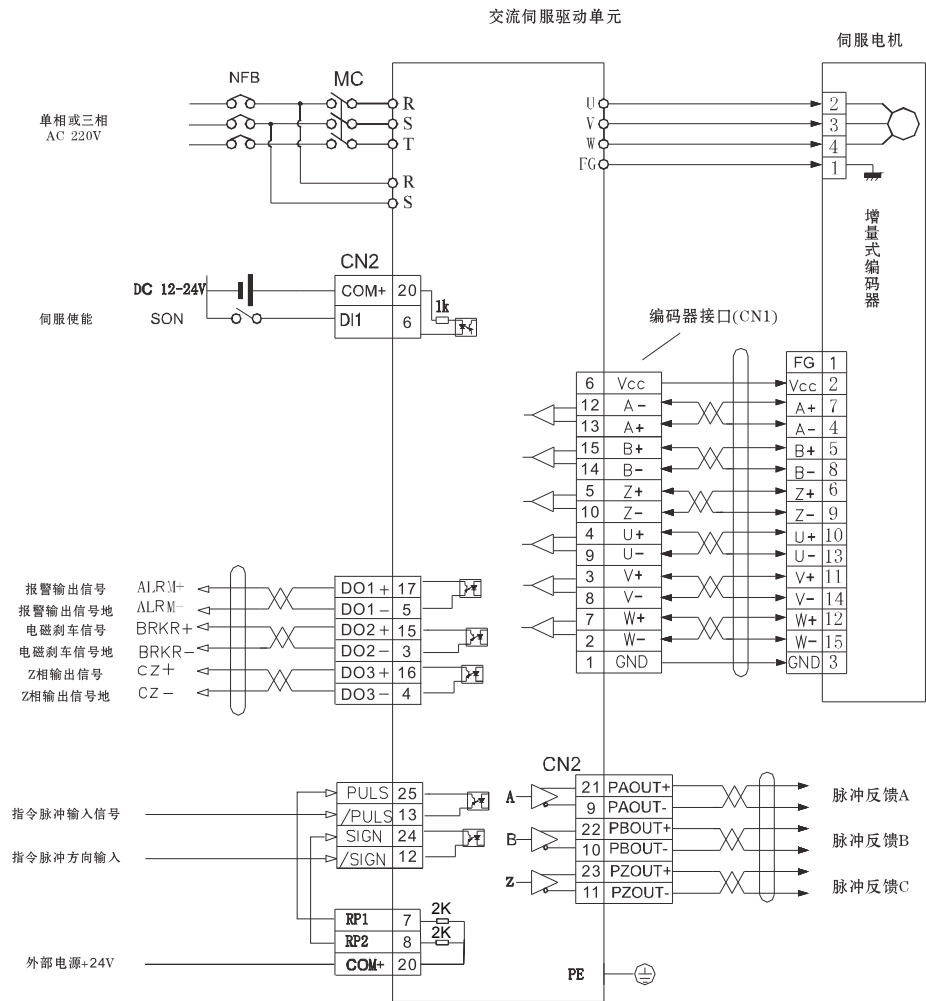 交流伺服驱动单元
伺服电机
NFB
MC
单相或三相
AC 220V
R
S
T
R
S
U
V
W
FG
2
3
4
1
增量式编码器
CN2
DC 12-24V
COM+ 20
1k
伺服使能
SON
DI1 6
编码器接口(CN1)
6 Vcc
12 A-
13 A+
15 B+
14 B-
5 Z+
10 Z-
4 U+
9 U-
3 V+
8 V-
7 W+
2 W-
1 GND
FG 1
Vcc 2
A+ 7
A- 4
B+ 5
B- 8
Z+ 6
Z- 9
U+ 10
U- 13
V+ 11
V- 14
W+ 12
W- 15
GND 3
报警输出信号 ALRM+ DO1+ 17
报警输出信号地 ALRM- DO1- 5
电磁刹车信号 BRKR+ DO2+ 15
电磁刹车信号地 BRKR- DO2- 3
Z相输出信号 CZ+ DO3+ 16
Z相输出信号地 CZ- DO3- 4
CN2
A
21 PAOUT+
9 PAOUT-
脉冲反馈A
B
22 PBOUT+
10 PBOUT-
脉冲反馈B
Z
23 PZOUT+
11 PZOUT-
脉冲反馈C
PULS 25
指令脉冲输入信号
/PULS 13
SIGN 24
指令脉冲方向输入
/SIGN 12
RP1 7
2K
RP2 8
2K
外部电源+24V
COM+ 20
PE